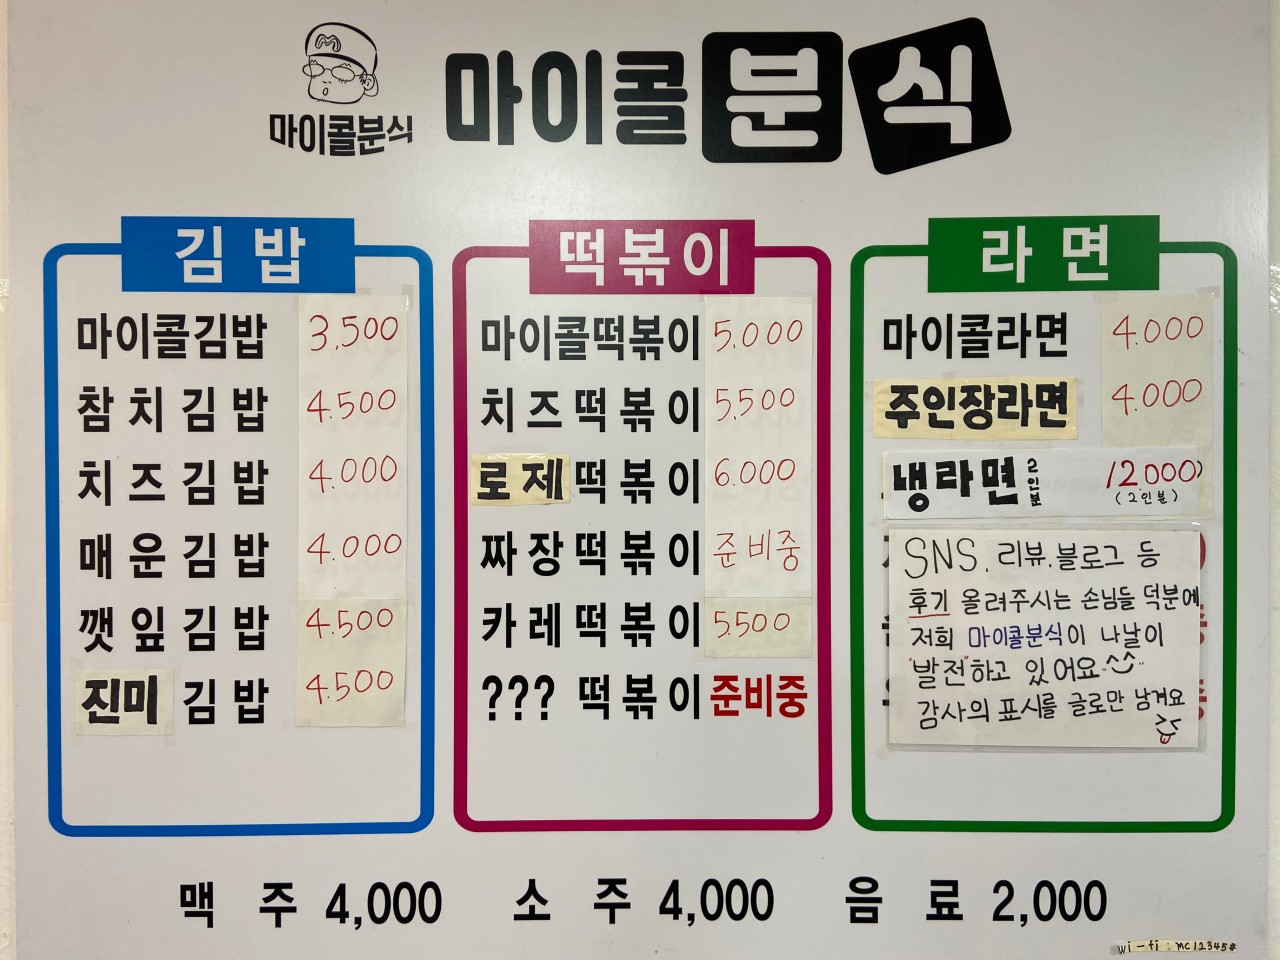 M
마이콜분식
마이콜분식
김밥
마이콜김밥 3,500
참치김밥 4.500
치즈김밥 4.000
매운김밥 4.000
깻잎김밥 4.500
진미김밥 4.500
떡볶이
마이콜떡볶이 5.000
치즈떡볶이 5,500
로제떡볶이 6.000
짜장떡볶이 준비중
카레떡볶이 5.500
??? 떡볶이 준비중
라면
마이콜라면 4.000
주인장라면 4.000
냉라면 2인분 12.000
(2인분)
SNS. 리뷰.블로그 등
후기 올려주시는 손님들 덕분에
저희 마이콜분식이 나날이
"발전"하고 있어요
감사의 표시를 글로만 남겨요
맥주 4,000 소주 4,000 음료 2,000
wi-fi : mc12345#